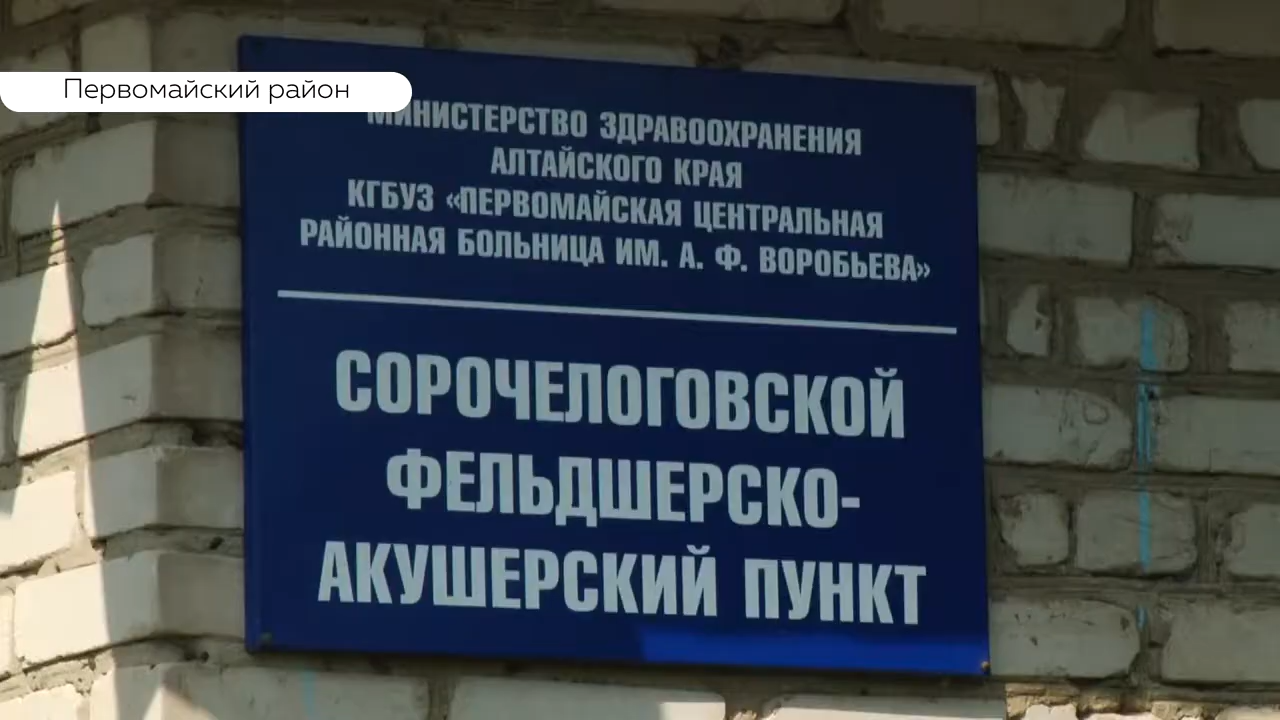 Первомайский район
МИНИСТЕРСТВО ЗДРАВООХРАНЕНИЯ
АЛТАЙСКОГО КРАЯ
КГБУЗ «ПЕРВОМАЙСКАЯ ЦЕНТРАЛЬНАЯ
РАЙОННАЯ БОЛЬНИЦА ИМ. А. Ф. ВОРОБЬЕВА»
СОРОЧЕЛОГОВСКОЙ
ФЕЛЬДШЕРСКО-
АКУШЕРСКИЙ ПУНКТ